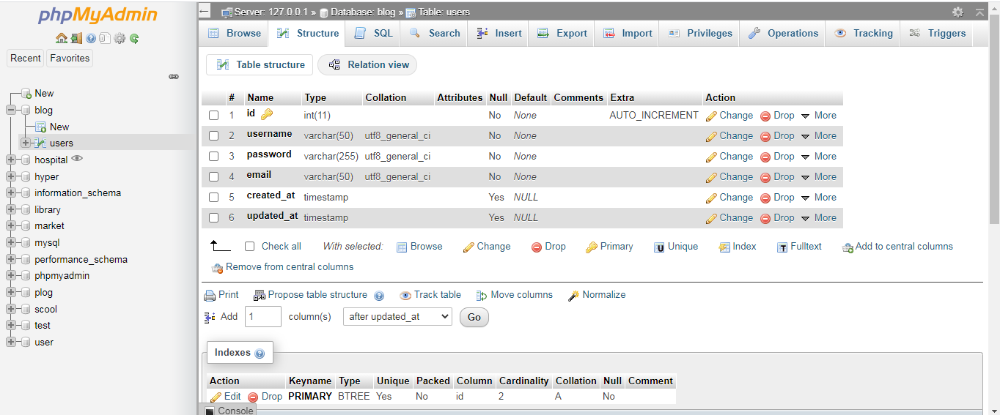 phpMyAdmin
Recent Favorites
New
blog
New
users
hospital
hyper
information_schema
library
market
mysql
performance_schema
phpmyadmin
plog
scool
test
user
Server: 127.0.0.1 » Database: blog » Table: users
Browse Structure SQL Search Insert Export Import Privileges Operations Tracking Triggers
Table structure Relation view
# Name Type Collation Attributes Null Default Comments Extra Action
1 id int(11) No None AUTO_INCREMENT Change Drop More
2 username varchar(50) utf8_general_ci No None Change Drop More
3 password varchar(255) utf8_general_ci No None Change Drop More
4 email varchar(50) utf8_general_ci No None Change Drop More
5 created_at timestamp Yes NULL Change Drop More
6 updated_at timestamp Yes NULL Change Drop More
Check all With selected: Browse Change Drop Primary Unique Index Fulltext Add to central columns
Remove from central columns
Print Propose table structure Track table Move columns Normalize
Add 1 column(s) after updated_at Go
Indexes
Action Keyname Type Unique Packed Column Cardinality Collation Null Comment
Edit Drop PRIMARY BTREE Yes No id 2 A No
Console